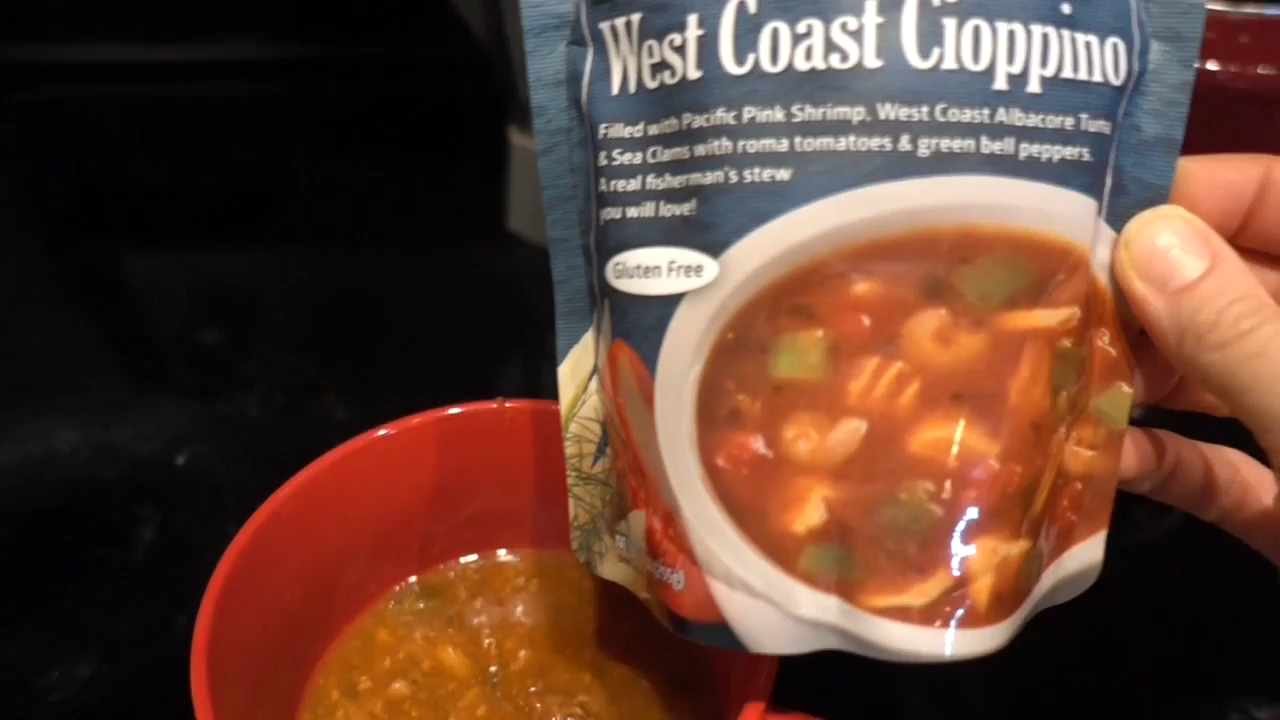 West Coast Cioppino
Filled with Pacific Pink Shrimp, West Coast Albacore Tuna
& Sea Clams with roma tomatoes & green bell peppers.
A real fisherman's stew
you will love!
Gluten Free